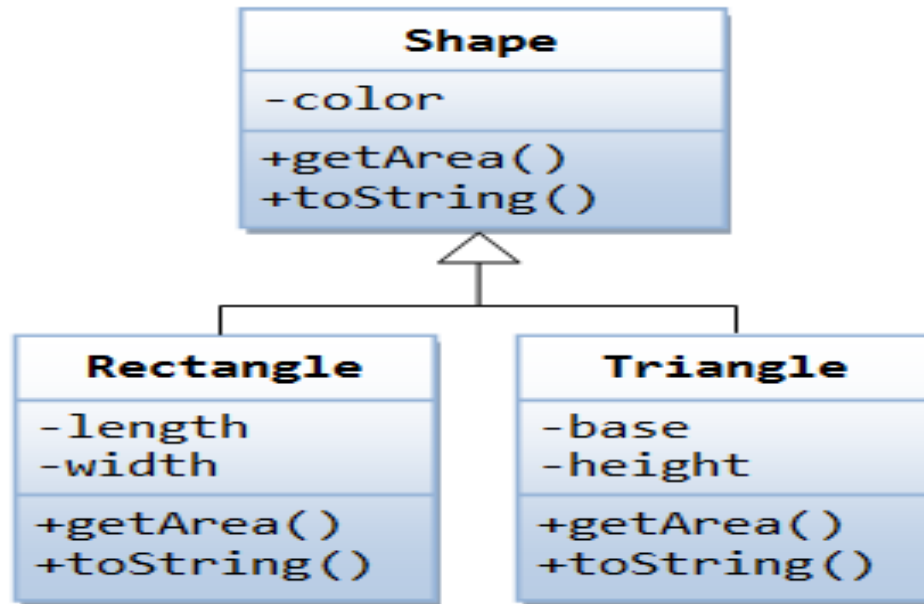 Shape
-color
+getArea()
+toString()
Rectangle
-length
-width
+getArea()
+toString()
Triangle
-base
-height
+getArea()
+toString()